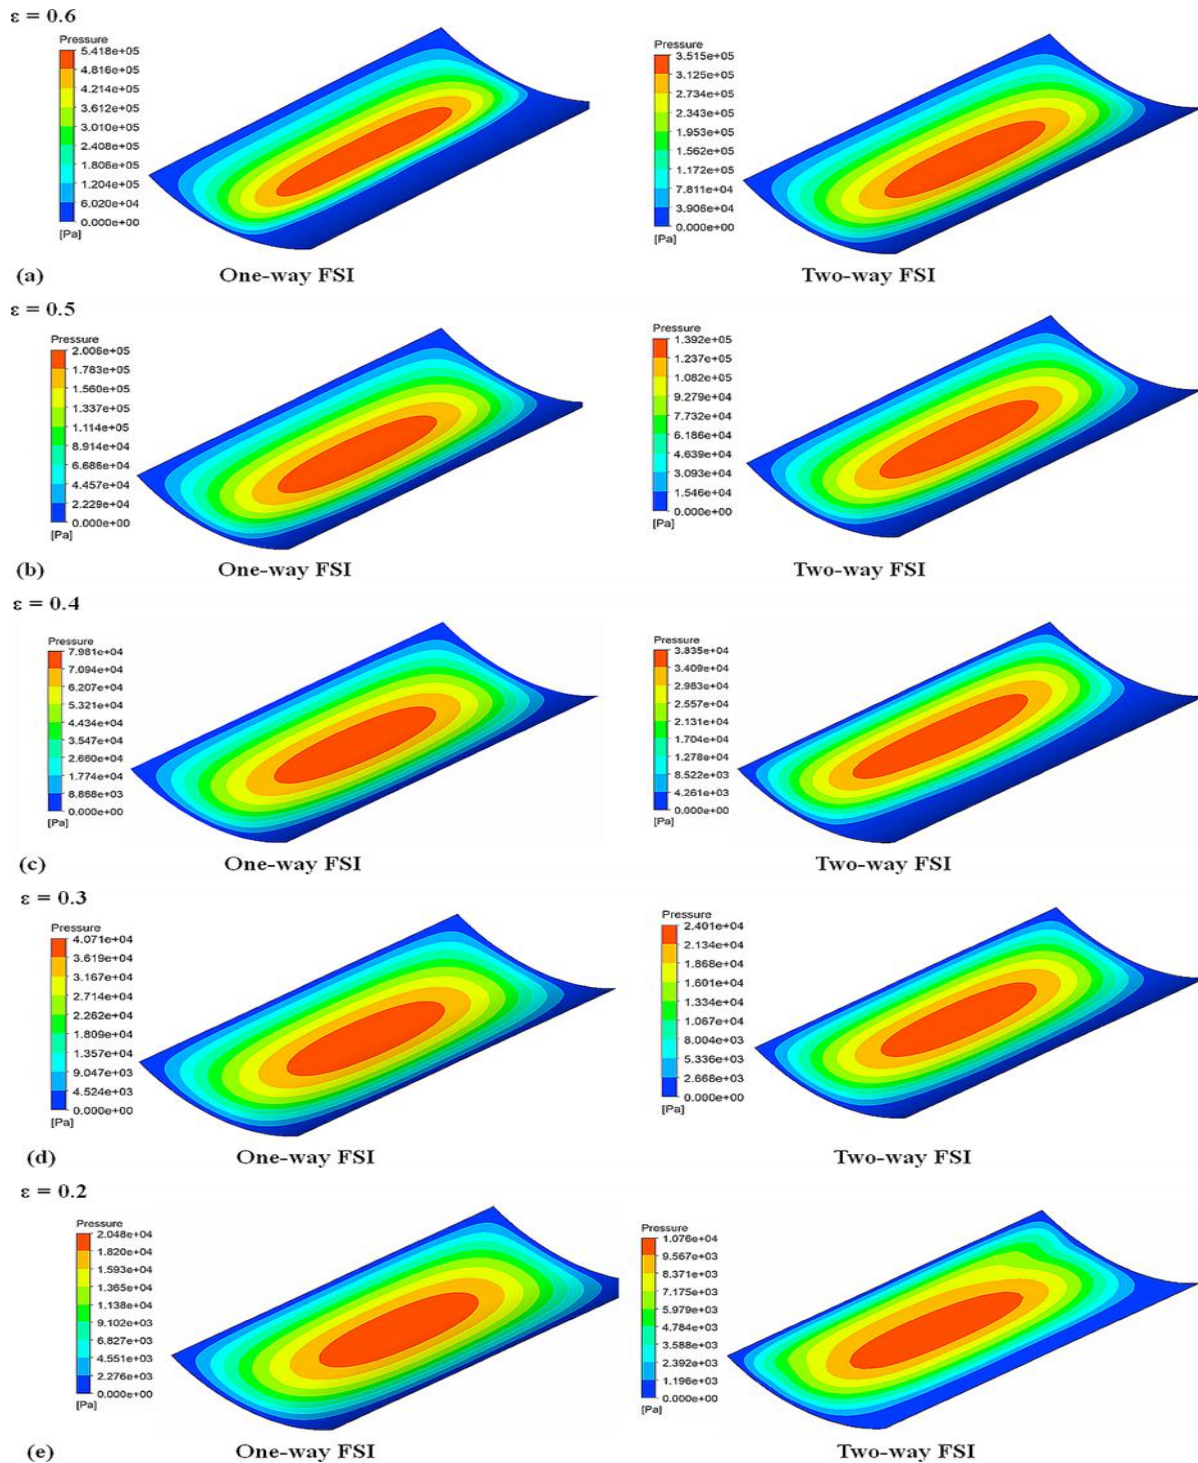 ε = 0.6
Pressure
5.418e+05
4.816e+05
4.214e+05
3.612e+05
3.010e+05
2.408e+05
1.806e+05
1.204e+05
6.020e+04
0.000e+00
[Pa]
Pressure
3.515e+05
3.125e+05
2.734e+05
2.343e+05
1.953e+05
1.562e+05
1.172e+05
7.811e+04
3.906e+04
0.000e+00
[Pa]
(a) One-way FSI Two-way FSI
ε = 0.5
Pressure
2.006e+05
1.783e+05
1.560e+05
1.337e+05
1.114e+05
8.914e+04
6.686e+04
4.457e+04
2.229e+04
0.000e+00
[Pa]
Pressure
1.392e+05
1.237e+05
1.082e+05
9.279e+04
7.732e+04
6.186e+04
4.639e+04
3.093e+04
1.546e+04
0.000e+00
[Pa]
(b) One-way FSI Two-way FSI
ε = 0.4
Pressure
7.981e+04
7.094e+04
6.207e+04
5.321e+04
4.434e+04
3.547e+04
2.660e+04
1.774e+04
8.868e+03
0.000e+00
[Pa]
Pressure
3.835e+04
3.409e+04
2.983e+04
2.557e+04
2.131e+04
1.704e+04
1.278e+04
8.522e+03
4.261e+03
0.000e+00
[Pa]
(c) One-way FSI Two-way FSI
ε = 0.3
Pressure
4.071e+04
3.619e+04
3.167e+04
2.714e+04
2.262e+04
1.809e+04
1.357e+04
9.047e+03
4.524e+03
0.000e+00
[Pa]
Pressure
2.401e+04
2.134e+04
1.868e+04
1.601e+04
1.334e+04
1.067e+04
8.004e+03
5.336e+03
2.668e+03
0.000e+00
[Pa]
(d) One-way FSI Two-way FSI
ε = 0.2
Pressure
2.048e+04
1.820e+04
1.593e+04
1.365e+04
1.138e+04
9.102e+03
6.827e+03
4.551e+03
2.276e+03
0.000e+00
[Pa]
Pressure
1.076e+04
9.567e+03
8.371e+03
7.175e+03
5.979e+03
4.784e+03
3.588e+03
2.392e+03
1.196e+03
0.000e+00
[Pa]
(e) One-way FSI Two-way FSI